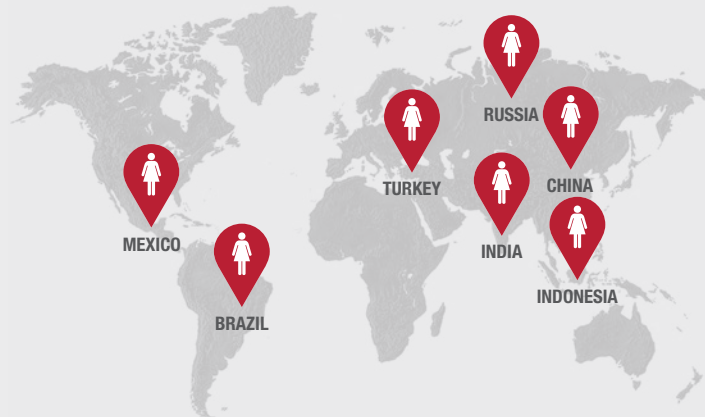 RUSSIA
TURKEY
CHINA
MEXICO
INDIA
INDONESIA
BRAZIL